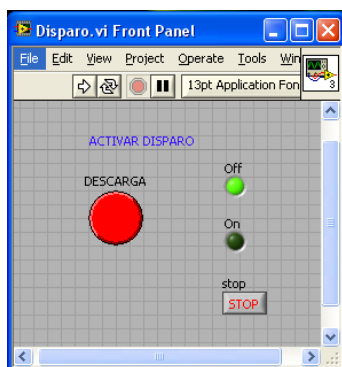 Disparo.vi Front Panel
File Edit View Project Operate Tools Win
13pt Application Fon
3
ACTIVAR DISPARO
DESCARGA
Off
On
stop
STOP